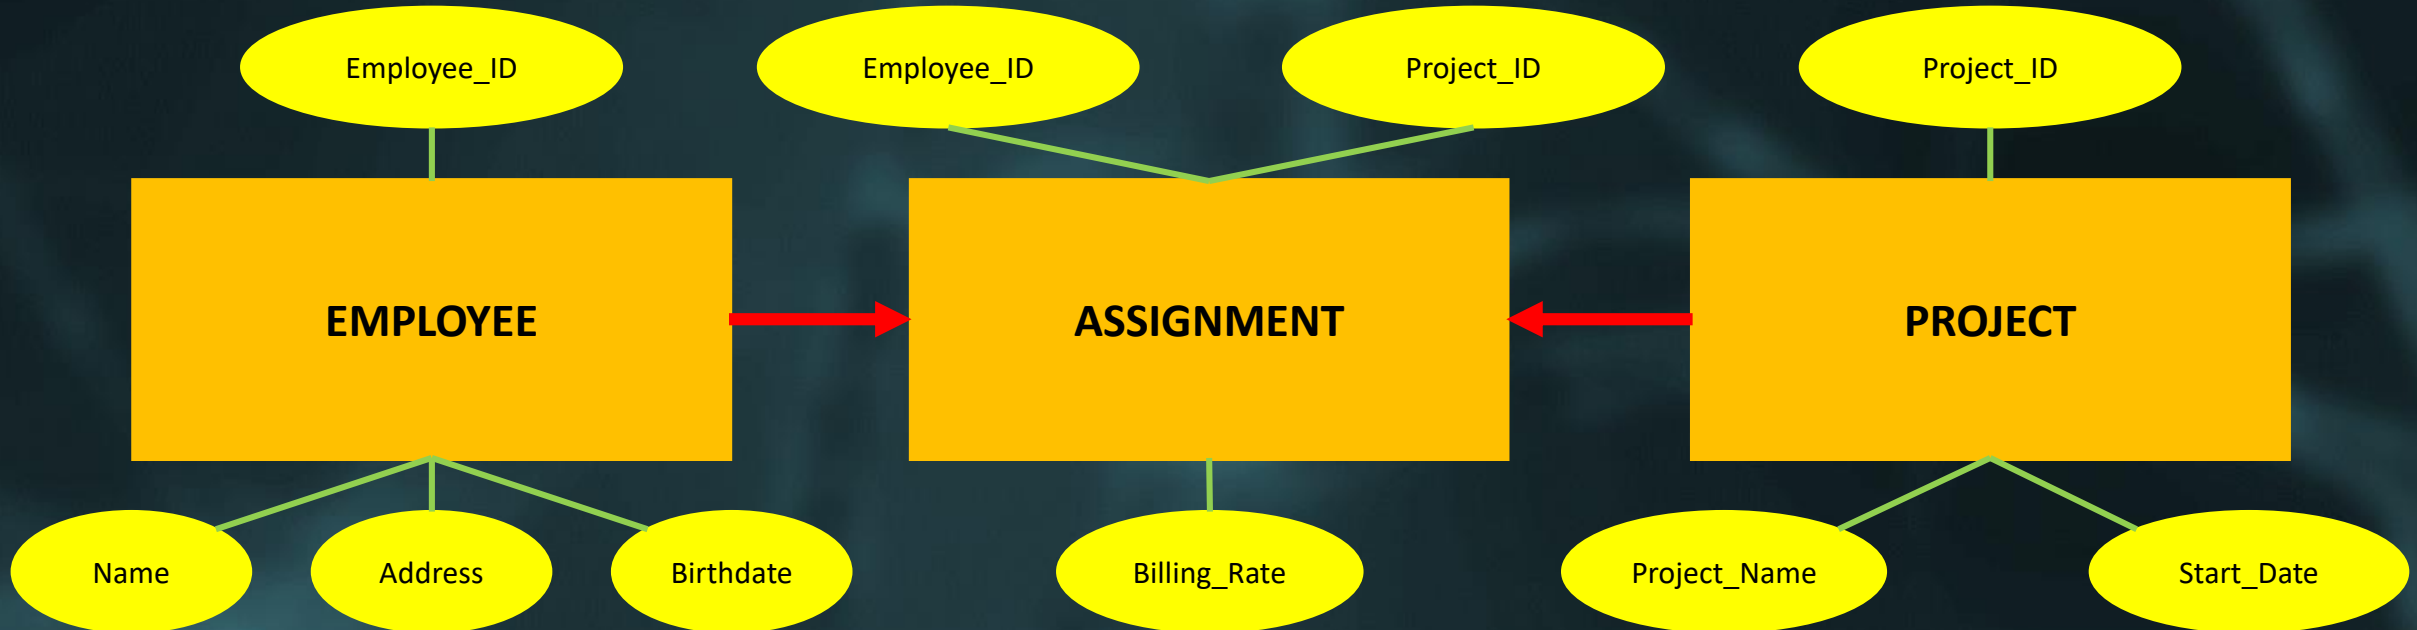 Employee_ID
Employee_ID
Project_ID
Project_ID
EMPLOYEE
ASSIGNMENT
PROJECT
Name
Address
Birthdate
Billing_Rate
Project_Name
Start_Date